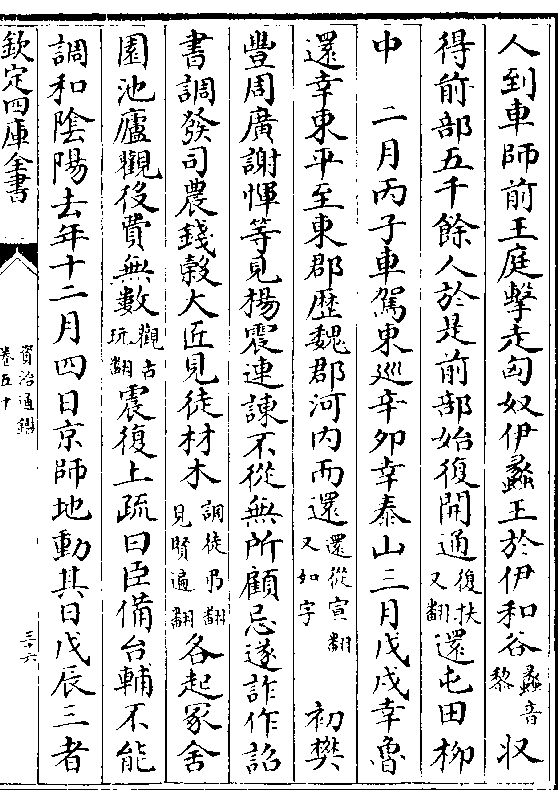 人到車師前王庭擊走匈奴伊蠡王於伊和谷蠡音黎収
得前部五千餘人於是前部始復開通復扶又翻還屯田柳
中　二月丙子車駕東巡辛卯幸泰山三月戊戌幸魯
還幸東平至東郡歴魏郡河内而還還從宣翻又如字　初樊
豐周廣謝惲等見楊震連諫不從無所顧忌遂詐作詔
書調發司農錢榖大匠見徒材木調徒弔翻見賢遍翻各起冢舍
園池廬觀役費無數觀古玩翻震復上疏曰臣備台輔不能
調和陰陽去年十二月四日京師地動其日戊辰三者
欽定四庫全書
資治通鑑
卷五十
三十六